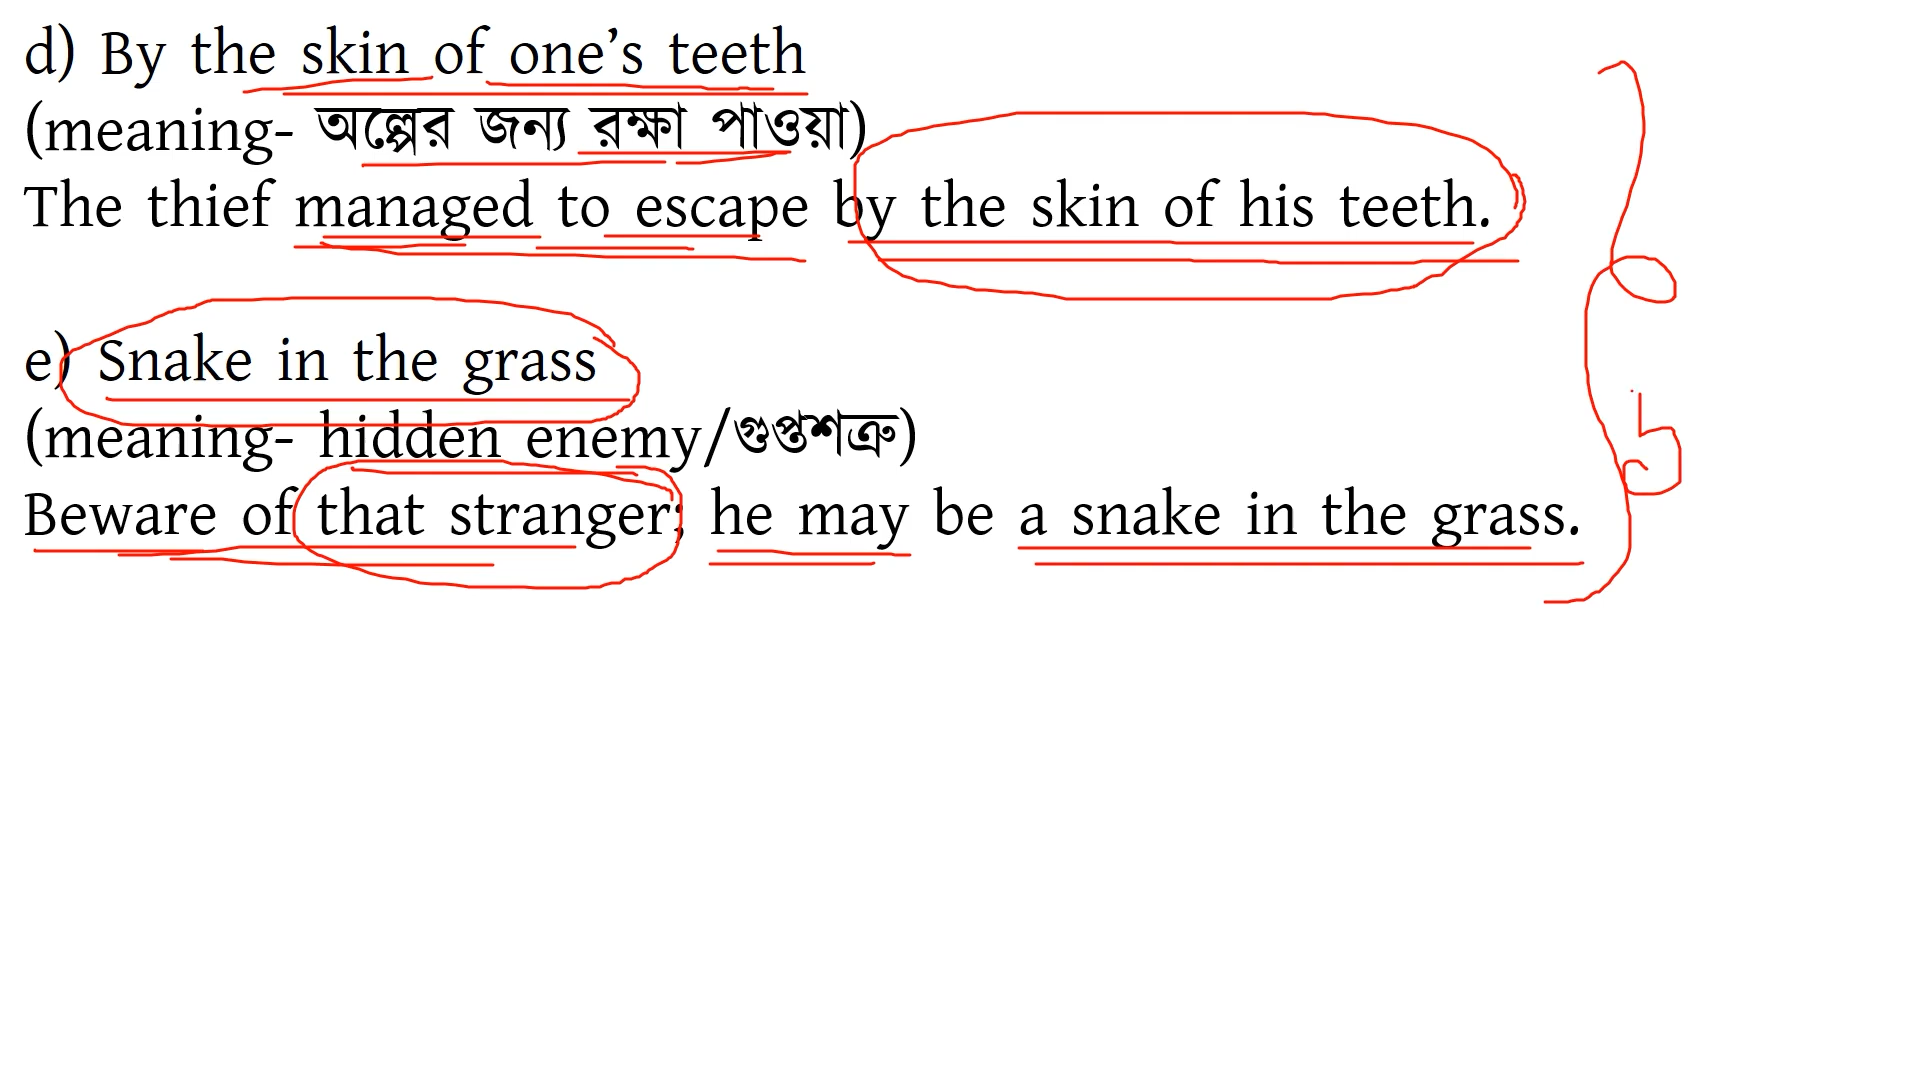 d) By the skin of one’s teeth
(meaning- অল্পের জন্য রক্ষা পাওয়া)
The thief managed to escape by the skin of his teeth.
e) Snake in the grass
(meaning- hidden enemy/গুপ্তশত্রু)
Beware of that stranger; he may be a snake in the grass.